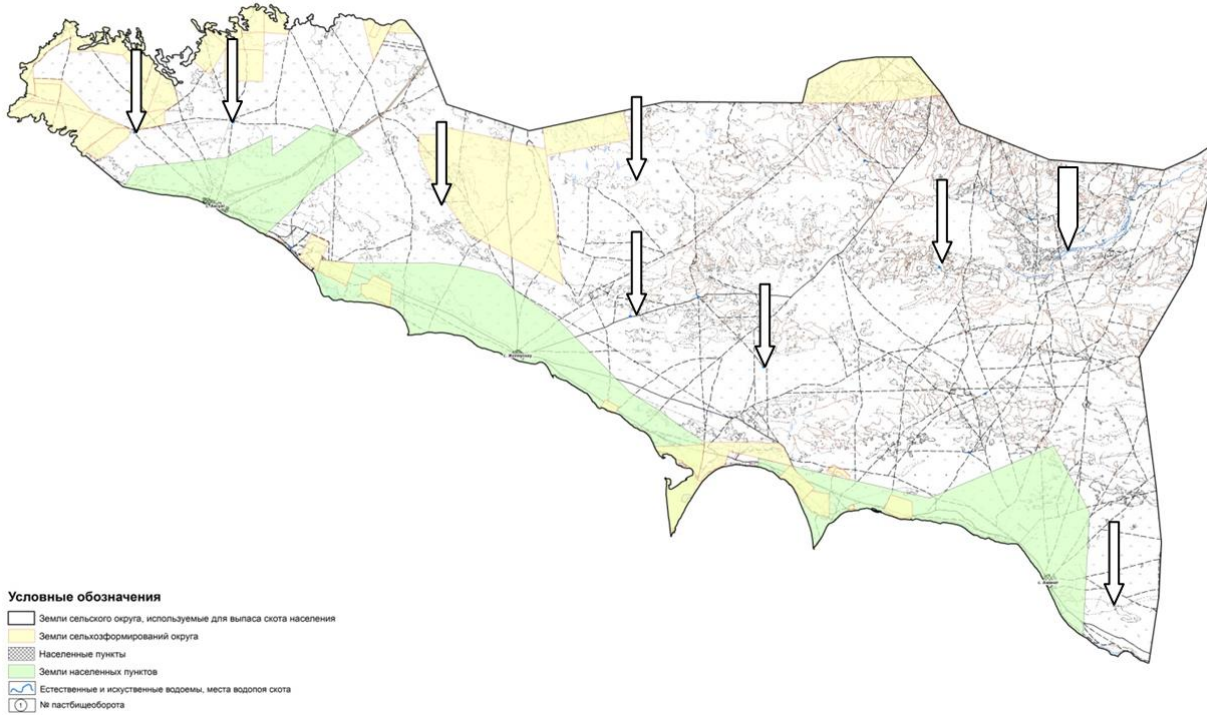 Условные обозначения
Земли сельского округа, используемые для выпаса скота населения
Земли сельхозформирований округа
Населенные пункты
Земли населенных пунктов
Естественные и искуственные водоемы, места водопоя скота
1 № пастбищеоборота